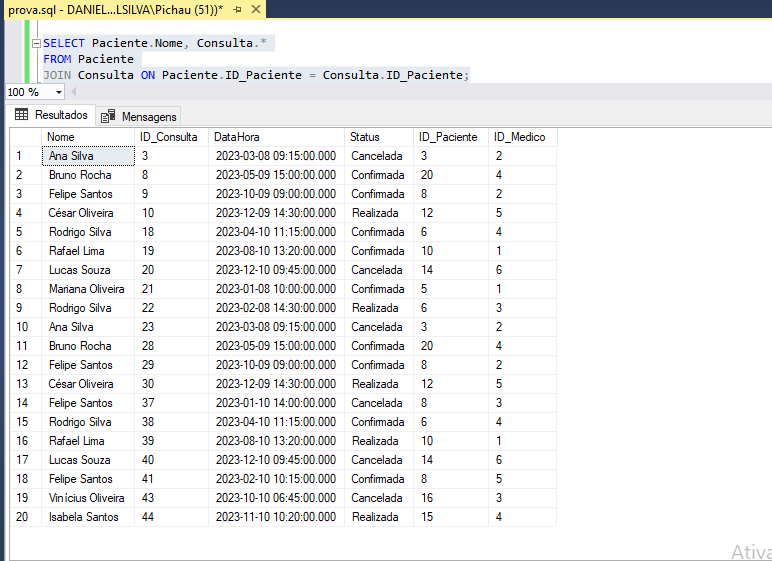 prova.sql - DANIEL...LSILVA\Pichau (51))*
SELECT Paciente.Nome, Consulta.*
FROM Paciente
JOIN Consulta ON Paciente.ID_Paciente = Consulta.ID_Paciente;
100 %
Resultados Mensagens
Nome ID_Consulta DataHora Status ID_Paciente ID_Medico
1 Ana Silva 3 2023-03-08 09:15:00.000 Cancelada 3 2
2 Bruno Rocha 8 2023-05-09 15:00:00.000 Confirmada 20 4
3 Felipe Santos 9 2023-10-09 09:00:00.000 Confirmada 8 2
4 César Oliveira 10 2023-12-09 14:30:00.000 Realizada 12 5
5 Rodrigo Silva 18 2023-04-10 11:15:00.000 Confirmada 6 4
6 Rafael Lima 19 2023-08-10 13:20:00.000 Confirmada 10 1
7 Lucas Souza 20 2023-12-10 09:45:00.000 Cancelada 14 6
8 Mariana Oliveira 21 2023-01-08 10:00:00.000 Confirmada 5 1
9 Rodrigo Silva 22 2023-02-08 14:30:00.000 Realizada 6 3
10 Ana Silva 23 2023-03-08 09:15:00.000 Cancelada 3 2
11 Bruno Rocha 28 2023-05-09 15:00:00.000 Confirmada 20 4
12 Felipe Santos 29 2023-10-09 09:00:00.000 Confirmada 8 2
13 César Oliveira 30 2023-12-09 14:30:00.000 Realizada 12 5
14 Felipe Santos 37 2023-01-10 14:00:00.000 Cancelada 8 3
15 Rodrigo Silva 38 2023-04-10 11:15:00.000 Confirmada 6 4
16 Rafael Lima 39 2023-08-10 13:20:00.000 Realizada 10 1
17 Lucas Souza 40 2023-12-10 09:45:00.000 Cancelada 14 6
18 Felipe Santos 41 2023-02-10 10:15:00.000 Confirmada 8 5
19 Vinícius Oliveira 43 2023-10-10 06:45:00.000 Cancelada 16 3
20 Isabela Santos 44 2023-11-10 10:20:00.000 Realizada 15 4
Ativa